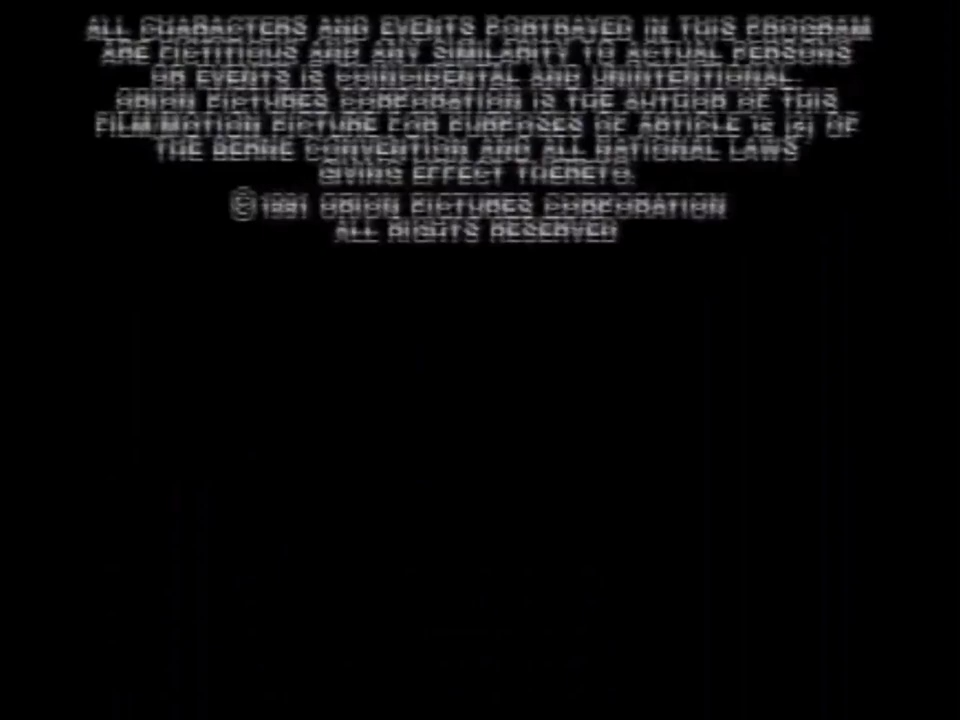 ALL CHARACTERS AND EVENTS PORTRAYED IN THIS PROGRAM
ARE FICTITIOUS AND ANY SIMILARITY TO ACTUAL PERSONS
OR EVENTS IS COINCIDENTAL AND UNINTENTIONAL.
ORION PICTURES CORPORATION IS THE AUTHOR OF THIS
FILM/MOTION PICTURE FOR PURPOSES OF ARTICLE 15 (2) OF
THE BERNE CONVENTION AND ALL NATIONAL LAWS
GIVING EFFECT THERETO.
©1991 ORION PICTURES CORPORATION
ALL RIGHTS RESERVED